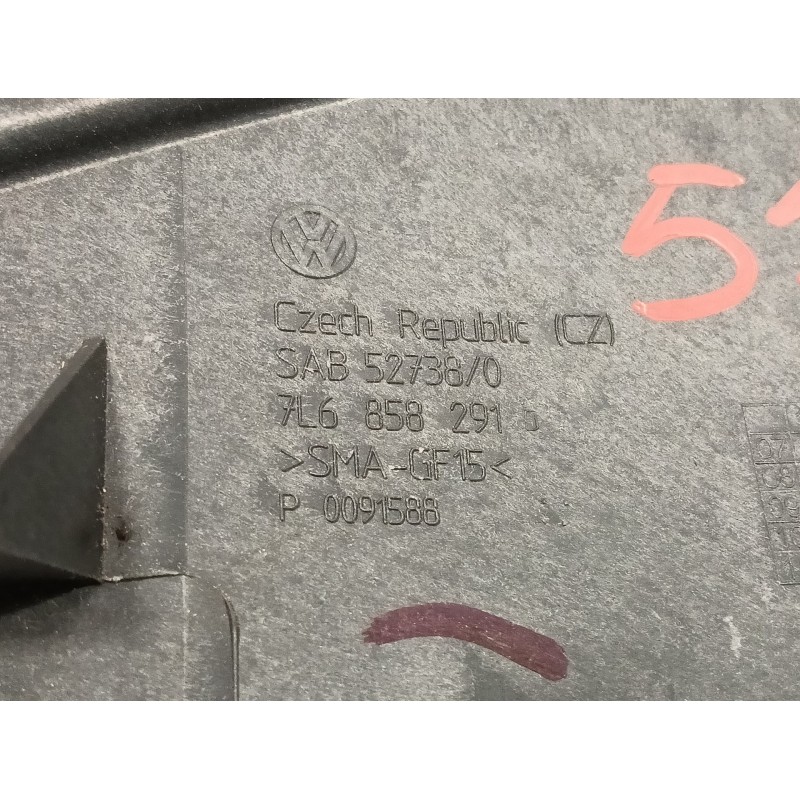 Czech Republic (CZ)
SAB 52738/0
7L6 858 291
>SMA-GF15<
P 0091588